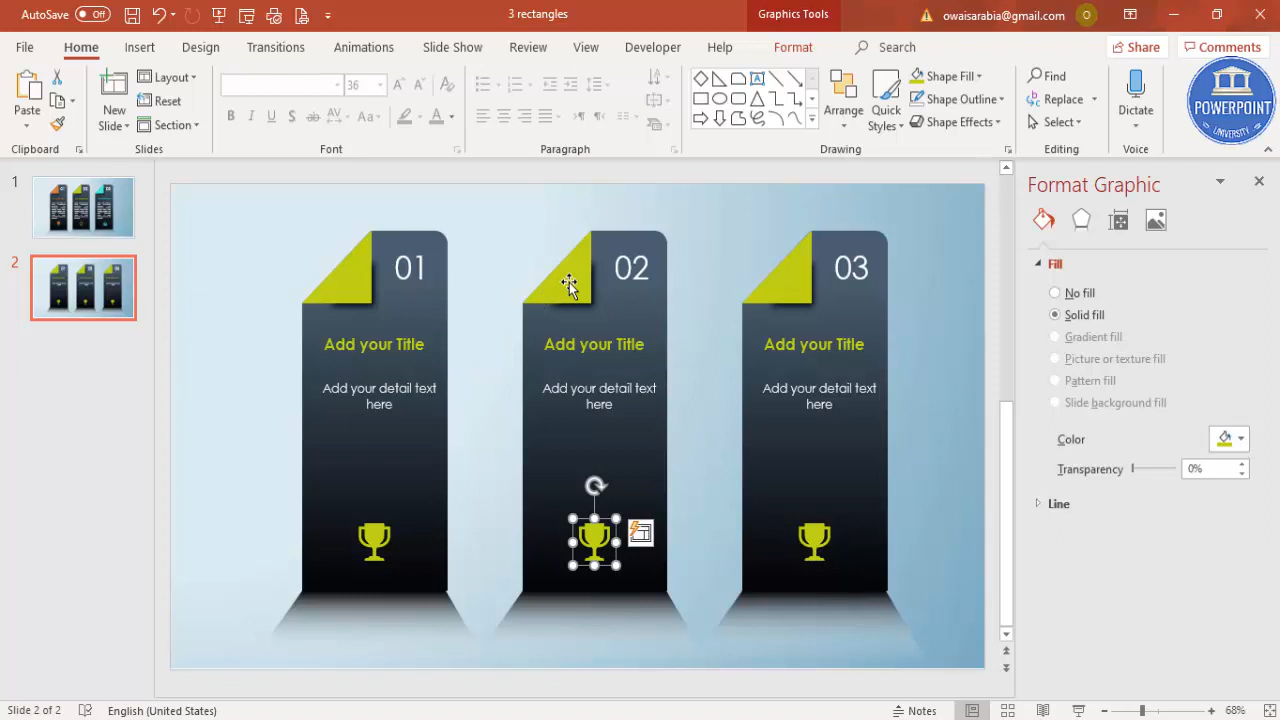 AutoSave Off
3 rectangles
Graphics Tools
owaisarabia@gmail.com
O
File Home Insert Design Transitions Animations Slide Show Review View Developer Help Format Search
Share Comments
Paste
Clipboard
New Slide
Layout
Reset
Section
Slides
36
B I U S ab AV Aa A
Font
Paragraph
Arrange
Quick Styles
Shape Fill
Shape Outline
Shape Effects
Drawing
Find
Replace
Select
Editing
Dictate
Voice
POWERPOINT
UNIVERSITY
1
2
01
Add your Title
Add your detail text
here
02
Add your Title
Add your detail text
here
03
Add your Title
Add your detail text
here
Format Graphic
Fill
No fill
Solid fill
Gradient fill
Picture or texture fill
Pattern fill
Slide background fill
Color
Transparency 0%
Line
Slide 2 of 2 English (United States) Notes 68%